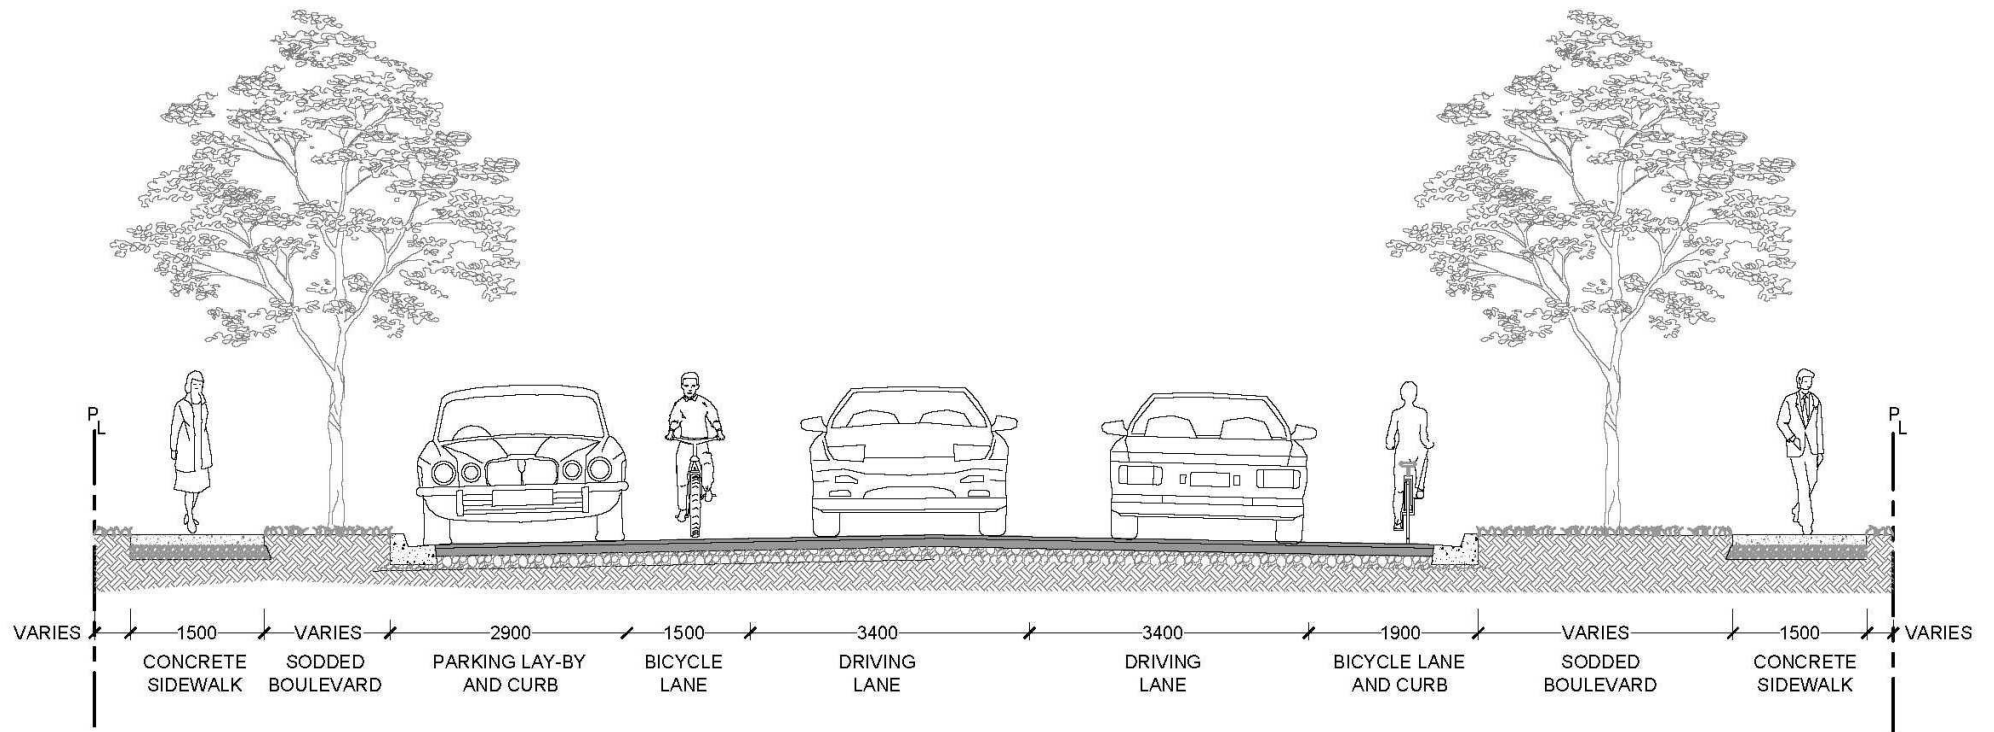 P
L
P
L
VARIES 1500 VARIES 2900 1500 3400 3400 1900 VARIES 1500 VARIES
CONCRETE SIDEWALK
SODDED BOULEVARD
PARKING LAY-BY AND CURB
BICYCLE LANE
DRIVING LANE
DRIVING LANE
BICYCLE LANE AND CURB
SODDED BOULEVARD
CONCRETE SIDEWALK